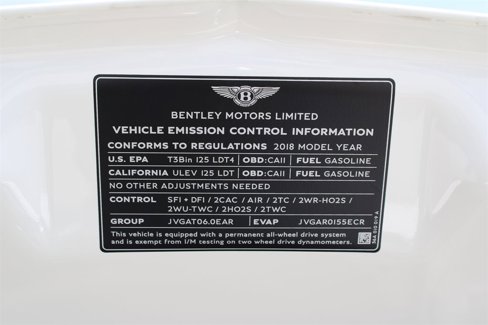 B
BENTLEY MOTORS LIMITED
VEHICLE EMISSION CONTROL INFORMATION
CONFORMS TO REGULATIONS 2018 MODEL YEAR
U.S. EPA T3Bin 125 LDT4 OBD:CAII FUEL GASOLINE
CALIFORNIA ULEV 125 LDT OBD:CAII FUEL GASOLINE
NO OTHER ADJUSTMENTS NEEDED
CONTROL SFI + DFI / 2CAC / AIR / 2TC / 2WR-HO2S /
2WU-TWC / 2HO2S / 2TWC
GROUP JVGAT06.0EAR EVAP JVGAR0155ECR
This vehicle is equipped with a permanent all-wheel drive system
and is exempt from I/M testing on two wheel drive dynamometers.
36A 010 019 A